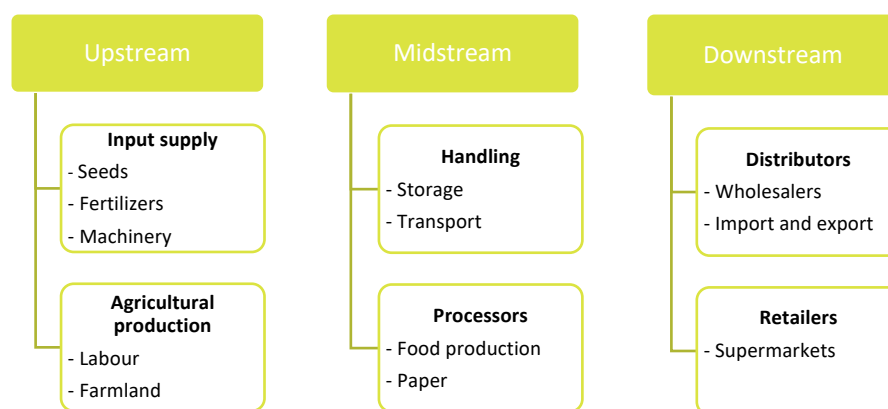 Upstream
Input supply
- Seeds
- Fertilizers
- Machinery
Agricultural
production
- Labour
- Farmland
Midstream
Handling
- Storage
- Transport
Processors
- Food production
- Paper
Downstream
Distributors
- Wholesalers
- Import and export
Retailers
- Supermarkets